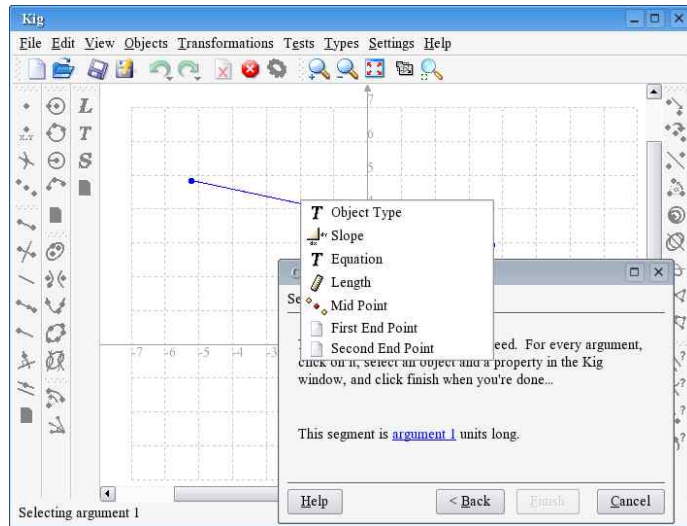 Kig
File Edit View Objects Transformations Tests Types Settings Help
L
x,y T
S
7
6
5
-7 -6 -5 -4
T Object Type
Slope
T Equation
Length
Mid Point
First End Point
Second End Point
eed. For every argument,
click on it, select an object and a property in the Kig
window, and click finish when you're done...
This segment is argument 1 units long.
Help < Back Finish Cancel
Selecting argument 1